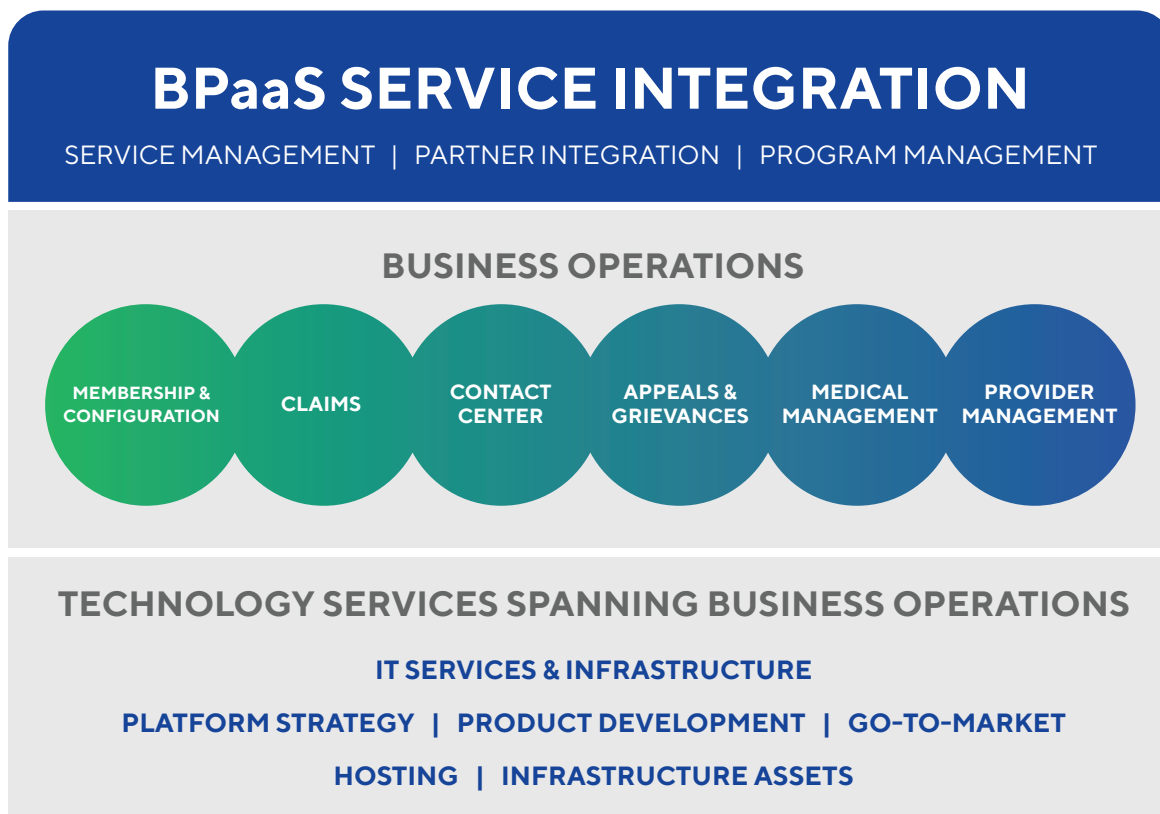 BPaaS SERVICE INTEGRATION
SERVICE MANAGEMENT | PARTNER INTEGRATION | PROGRAM MANAGEMENT
BUSINESS OPERATIONS
MEMBERSHIP &
CONFIGURATION
CLAIMS
CONTACT
CENTER
APPEALS &
GRIEVANCES
MEDICAL
MANAGEMENT
PROVIDER
MANAGEMENT
TECHNOLOGY SERVICES SPANNING BUSINESS OPERATIONS
IT SERVICES & INFRASTRUCTURE
PLATFORM STRATEGY | PRODUCT DEVELOPMENT | GO-TO-MARKET
HOSTING | INFRASTRUCTURE ASSETS